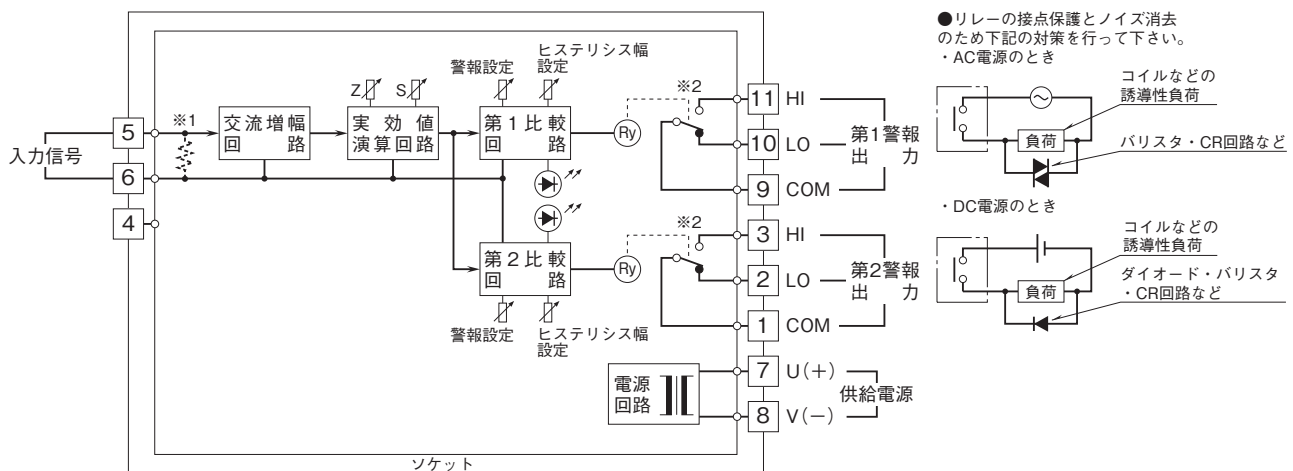 入力信号
5
6
4
※1
交流増幅
回 路
Z
S
実効値
演算回路
警報設定
ヒステリシス幅
設定
第1比較
回 路
Ry
※2
11 HI
10 LO
9 COM
第1警報
出 力
第2比較
回 路
警報設定
ヒステリシス幅
設定
Ry
※2
3 HI
2 LO
1 COM
第2警報
出 力
電源
回路
7 U(+)
8 V(−)
供給電源
ソケット
●リレーの接点保護とノイズ消去
のため下記の対策を行って下さい。
・AC電源のとき
コイルなどの
誘導性負荷
負荷
バリスタ・CR回路など
・DC電源のとき
コイルなどの
誘導性負荷
負荷
ダイオード・バリスタ
・CR回路など